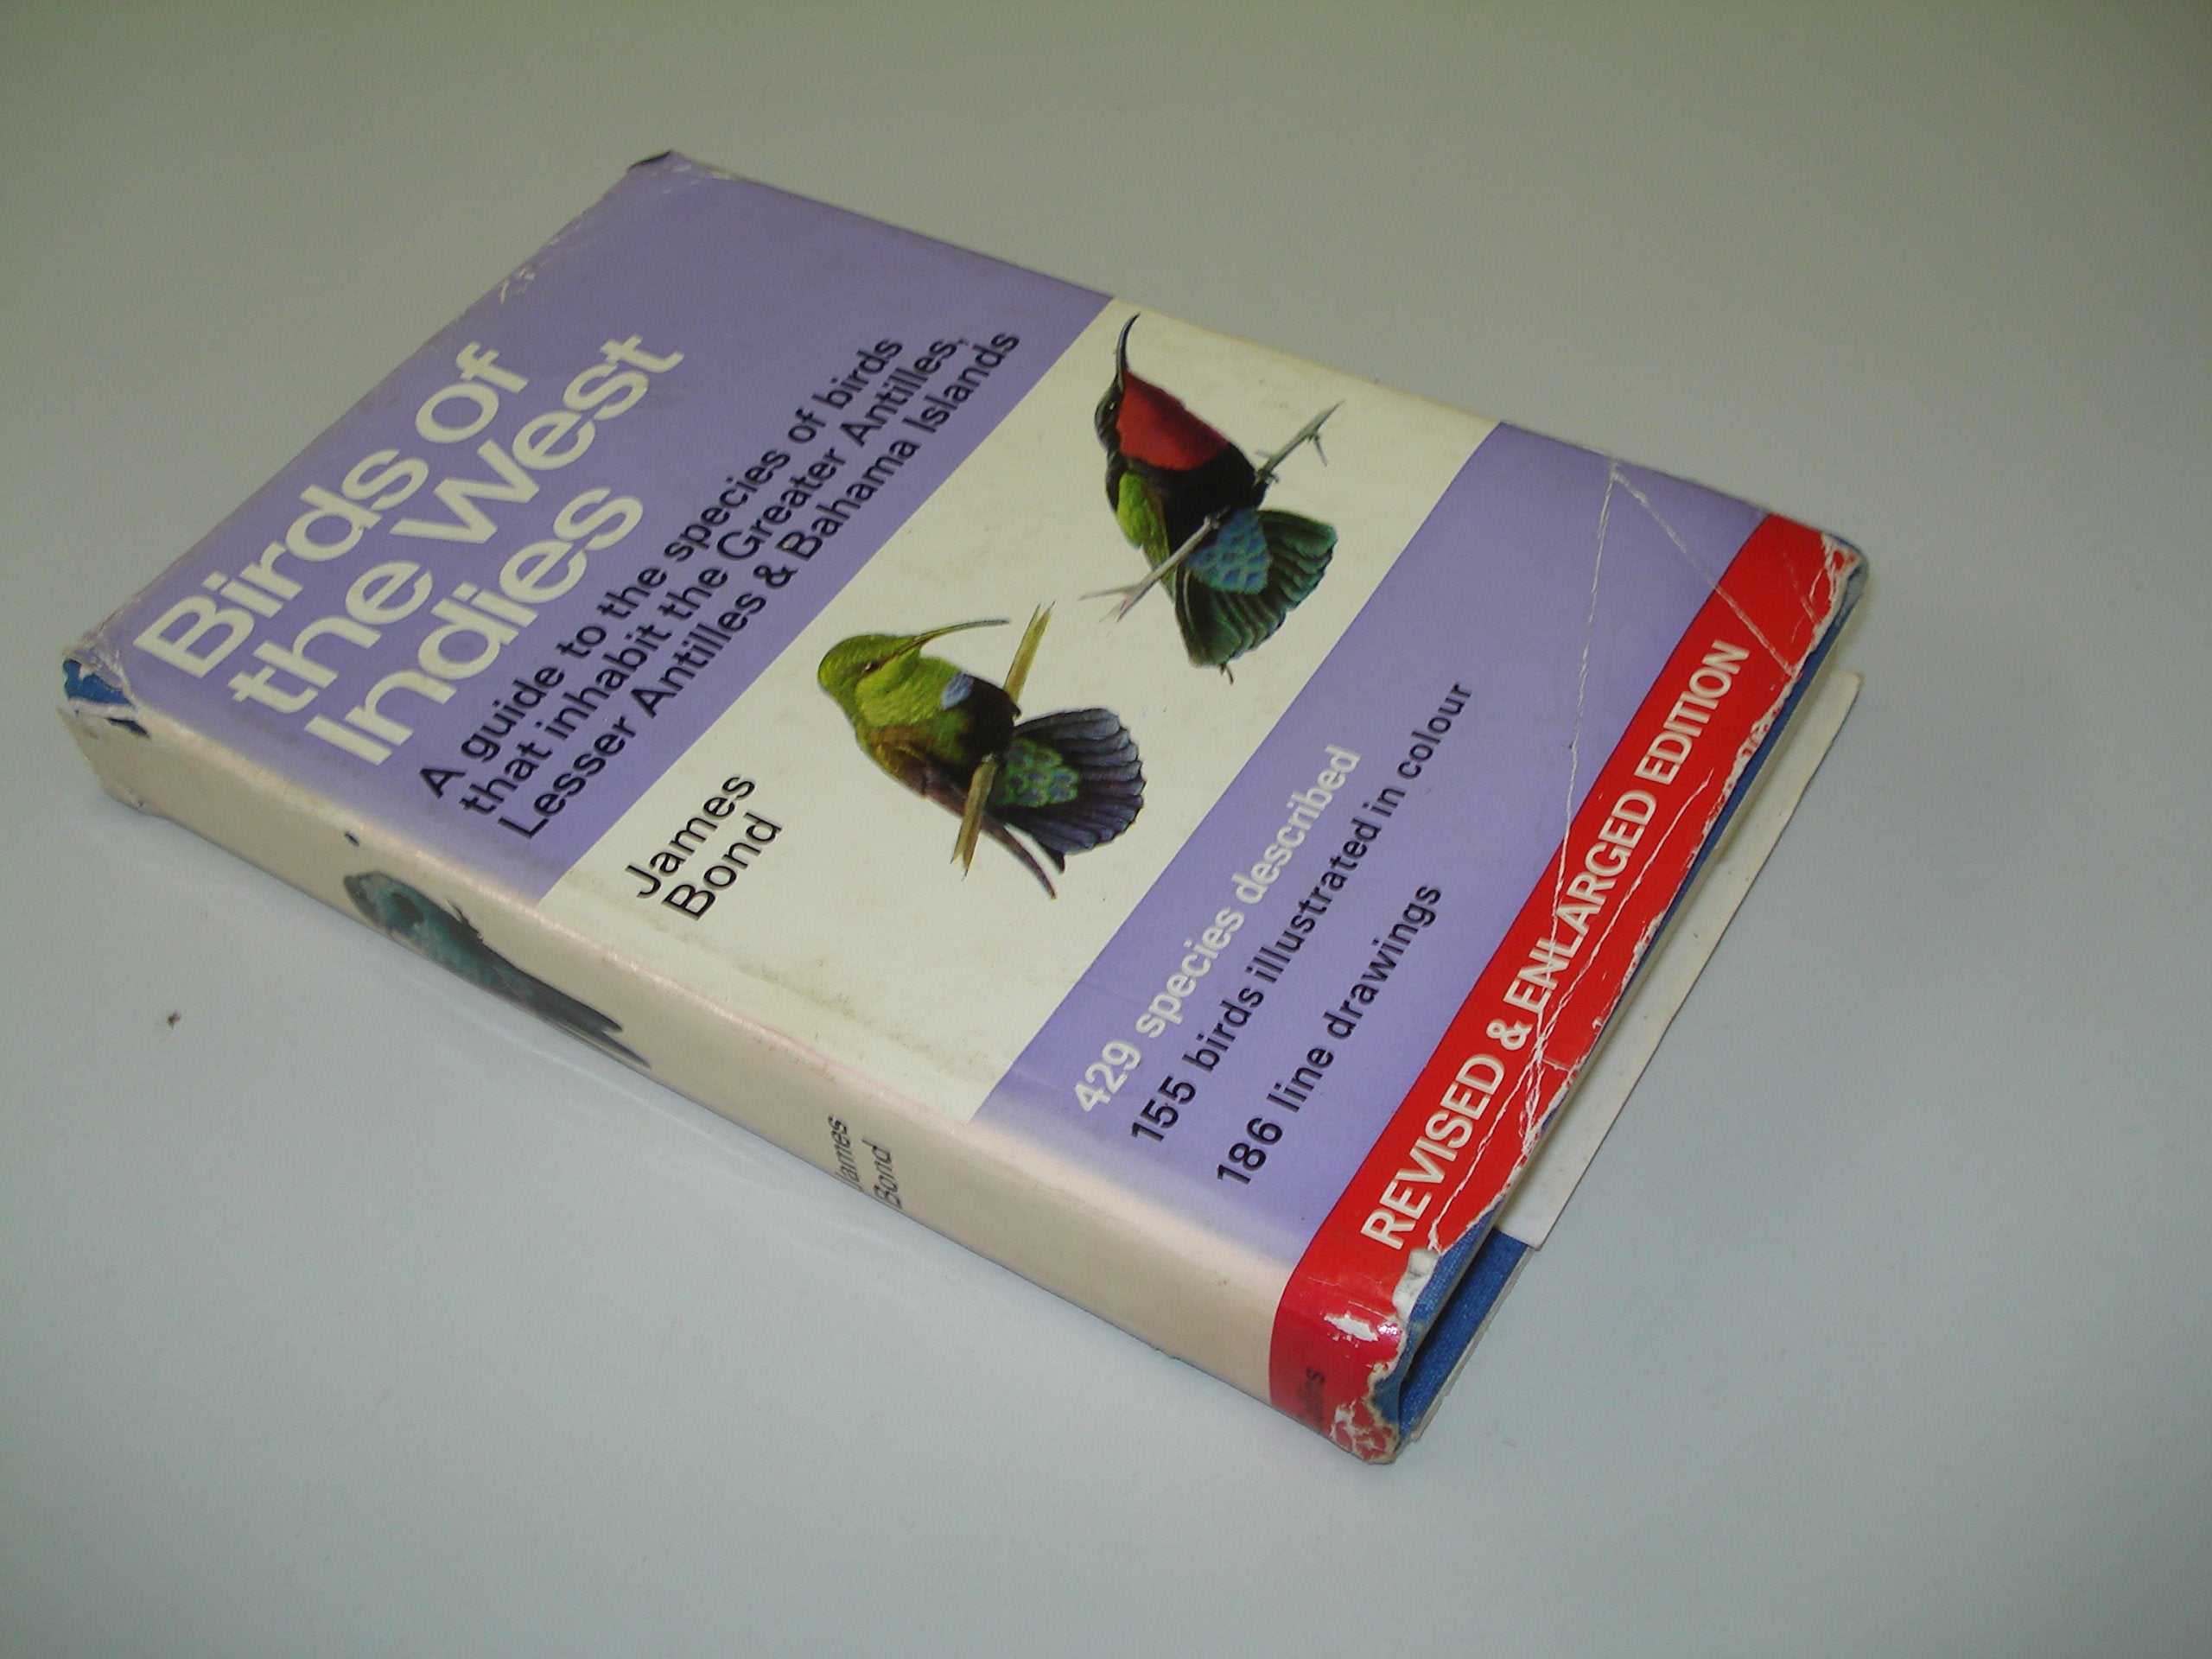 Birds of
the West
Indies
A guide to the species of birds
that inhabit the Greater Antilles,
Lesser Antilles & Bahama Islands
James
Bond
429 species described
155 birds illustrated in colour
186 line drawings
REVISED & ENLARGED EDITION
James
Bond
Collins